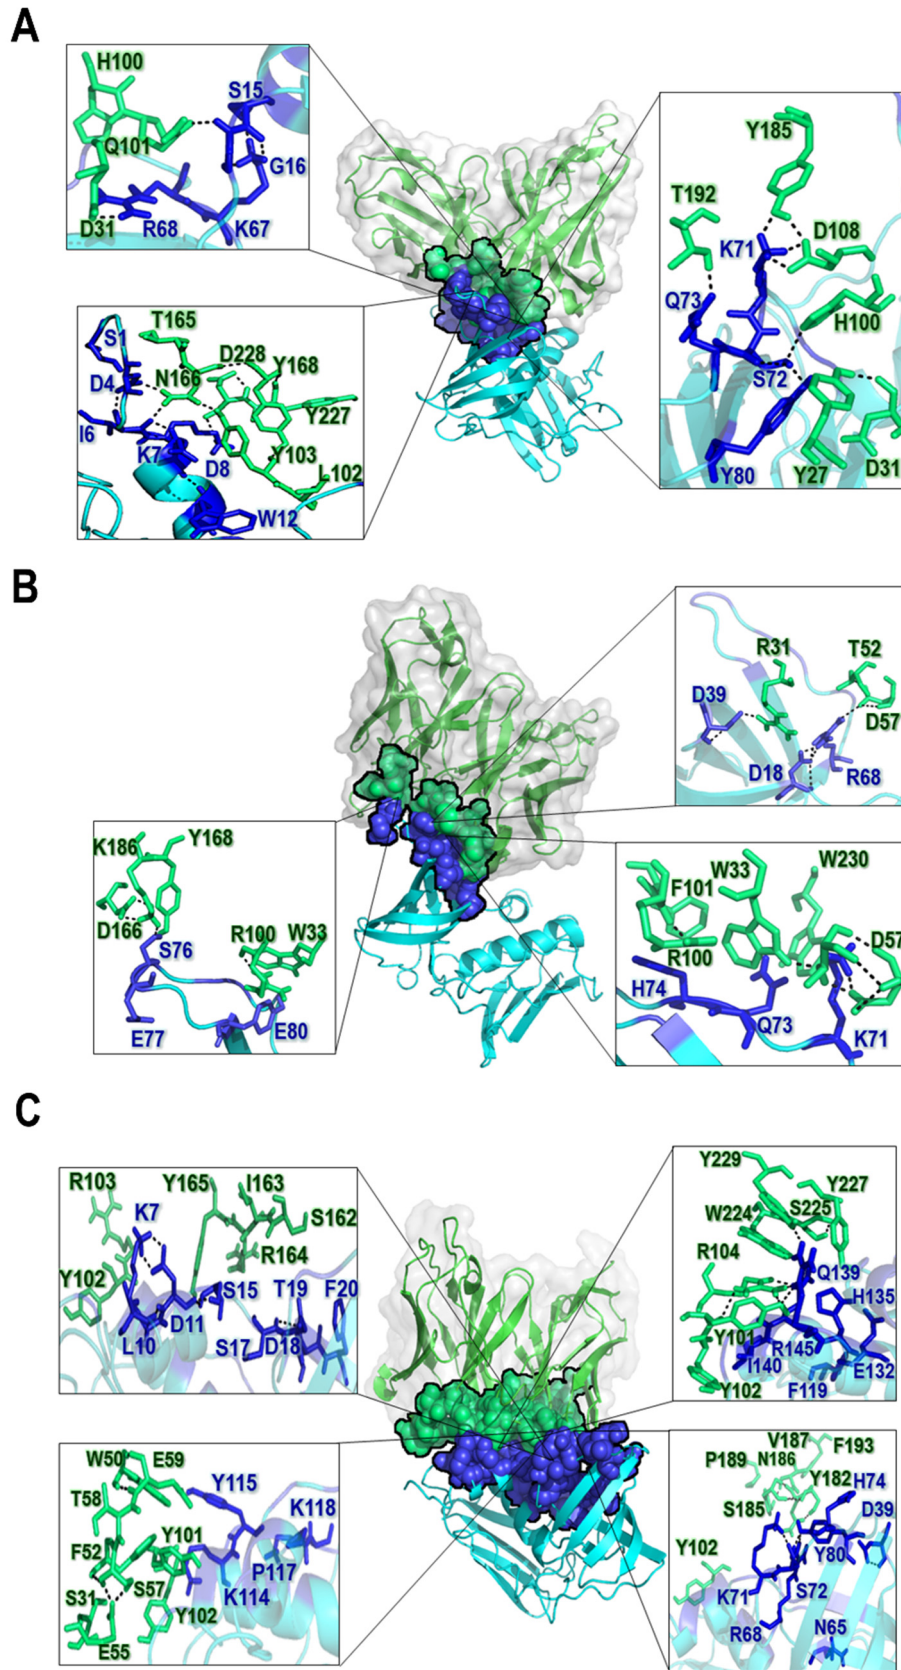 A
H100
S15
Q101
G16
D31
R68
K67
Y185
T192
D108
K71
Q73
H100
S72
Y80
Y27
D31
T165
S1
D228
Y168
D4
N166
Y227
I6
K7
D8
Y103
L102
W12
B
R31
T52
D39
D57
D18
R68
K186
Y168
D166
S76
R100
W33
E77
E80
W33
W230
F101
D57
R100
H74
Q73
K71
C
R103
K7
Y165
I163
S162
R164
Y102
S15
T19
F20
L10
D11
S17
D18
Y229
Y227
W224
S225
R104
Q139
H135
Y101
R145
I140
E132
Y102
F119
W50
E59
Y115
T58
K118
F52
Y101
S31
S57
P117
K114
Y102
E55
V187
F193
P189
N186
H74
Y182
D39
S185
Y102
Y80
K71
S72
R68
N65